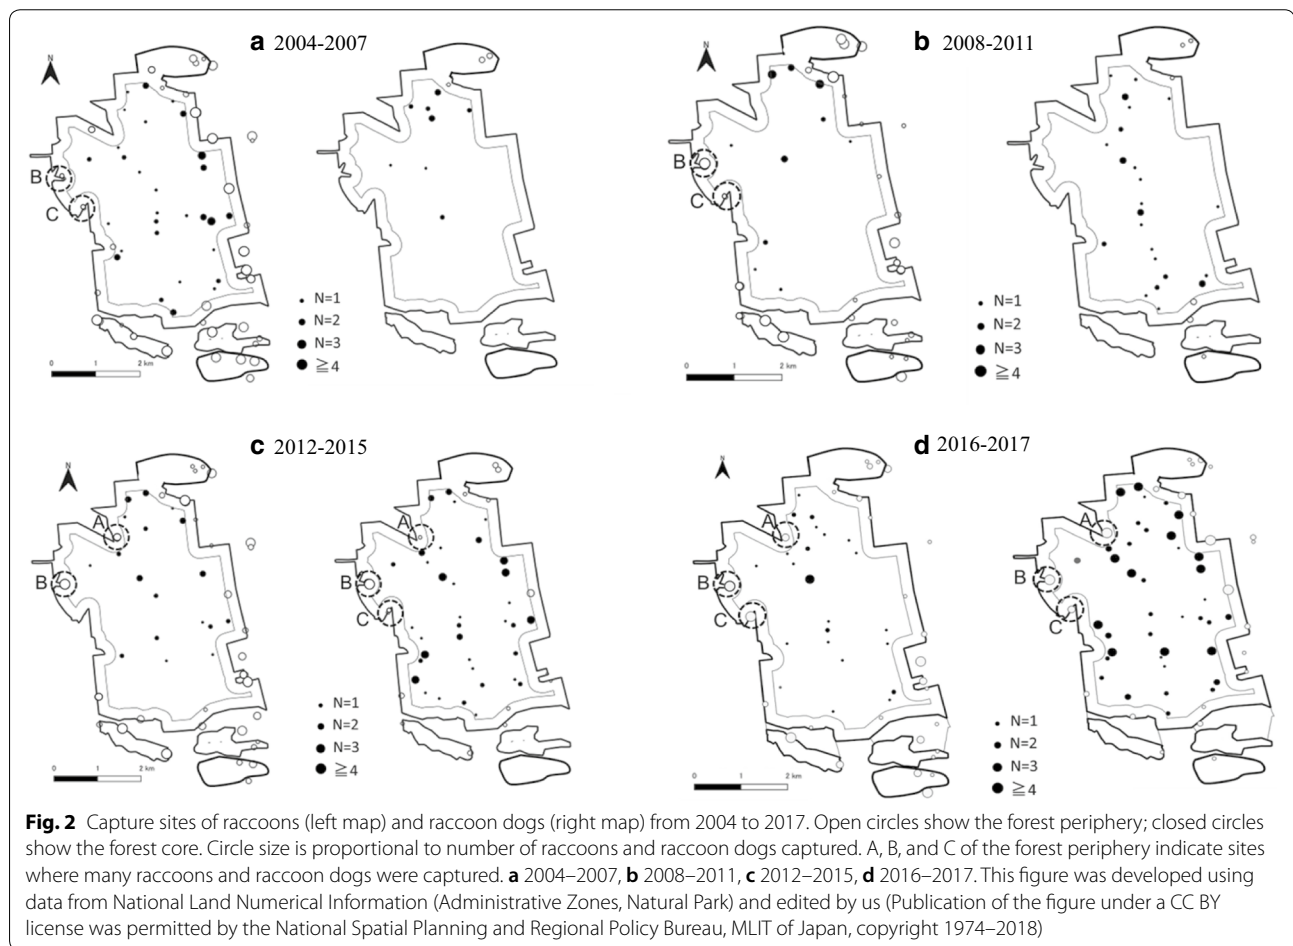 a 2004-2007
N
B
C
N=1
N=2
N=3
≧4
0 1 2 km
b 2008-2011
N
B
C
N=1
N=2
N=3
≧4
0 1 2 km
c 2012-2015
N
A
B
A
B
C
N=1
N=2
N=3
≧4
0 1 2 km
d 2016-2017
N
A
B
C
A
B
C
N=1
N=2
N=3
≧4
0 1 2 km
Fig. 2 Capture sites of raccoons (left map) and raccoon dogs (right map) from 2004 to 2017. Open circles show the forest periphery; closed circles
show the forest core. Circle size is proportional to number of raccoons and raccoon dogs captured. A, B, and C of the forest periphery indicate sites
where many raccoons and raccoon dogs were captured. a 2004–2007, b 2008–2011, c 2012–2015, d 2016–2017. This figure was developed using
data from National Land Numerical Information (Administrative Zones, Natural Park) and edited by us (Publication of the figure under a CC BY
license was permitted by the National Spatial Planning and Regional Policy Bureau, MLIT of Japan, copyright 1974–2018)